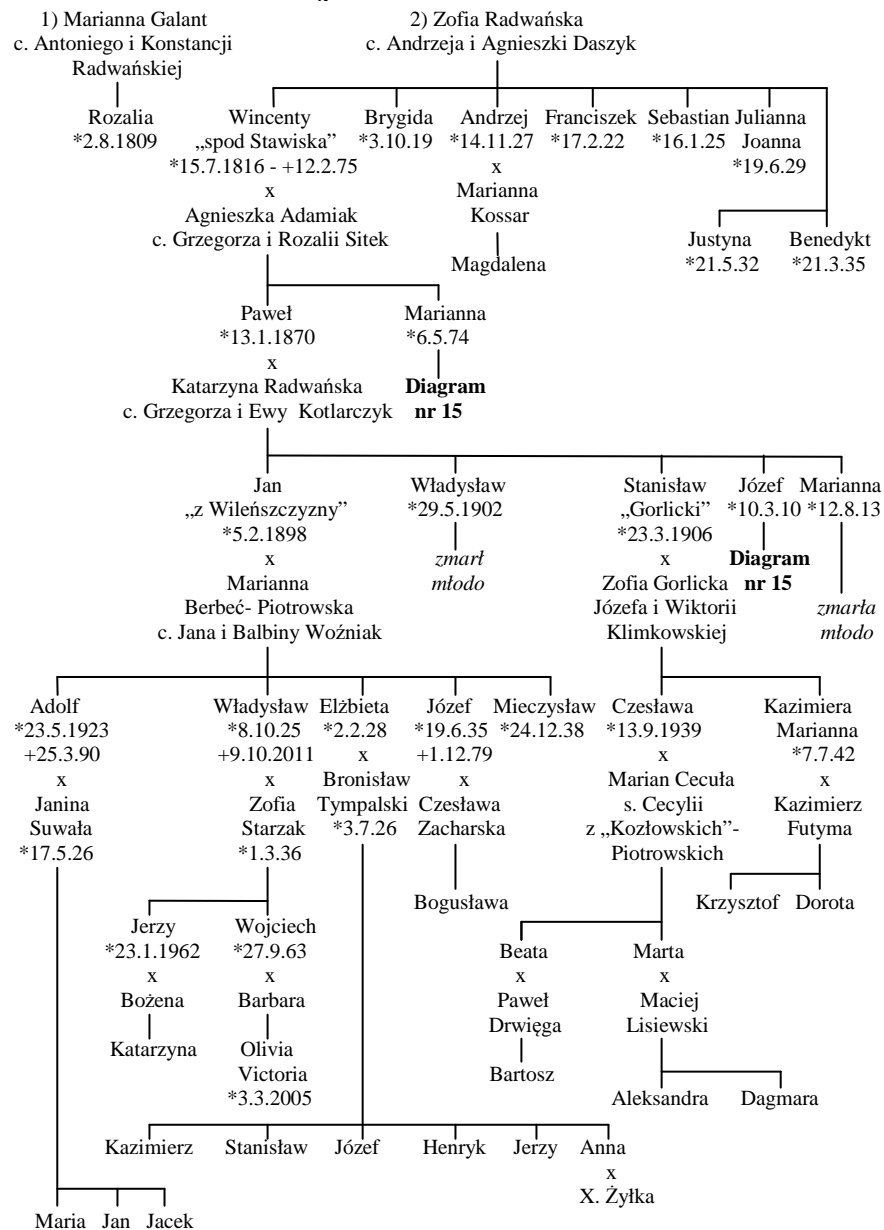 1) Marianna Galant
c. Antoniego i Konstancji
Radwańskiej
2) Zofia Radwańska
c. Andrzeja i Agnieszki Daszyk
Rozalia
*2.8.1809
Wincenty
„spod Stawiska”
*15.7.1816 - +12.2.75
x
Agnieszka Adamiak
c. Grzegorza i Rozalii Sitek
Brygida
*3.10.19
Andrzej
*14.11.27
x
Marianna
Kossar
Magdalena
Franciszek
*17.2.22
Sebastian
*16.1.25
Julianna
Joanna
*19.6.29
Justyna
*21.5.32
Benedykt
*21.3.35
Paweł
*13.1.1870
x
Katarzyna Radwańska
c. Grzegorza i Ewy Kotlarczyk
Marianna
*6.5.74
Diagram
nr 15
Jan
„z Wileńszczyzny”
*5.2.1898
x
Marianna
Berbeć- Piotrowska
c. Jana i Balbiny Woźniak
Władysław
*29.5.1902
zmarł
młodo
Stanisław
„Gorlicki”
*23.3.1906
x
Zofia Gorlicka
Józefa i Wiktorii
Klimkowskiej
Józef
*10.3.10
Diagram
nr 15
Marianna
*12.8.13
zmarła
młodo
Adolf
*23.5.1923
+25.3.90
x
Janina
Suwała
*17.5.26
Władysław
*8.10.25
+9.10.2011
x
Zofia
Starzak
*1.3.36
Elżbieta
*2.2.28
x
Bronisław
Tympalski
*3.7.26
Józef
*19.6.35
+1.12.79
x
Czesława
Zacharska
Bogusława
Mieczysław
*24.12.38
Czesława
*13.9.1939
x
Marian Cecuła
s. Cecylii
z „Kozłowskich”-
Piotrowskich
Kazimiera
Marianna
*7.7.42
x
Kazimierz
Futyma
Krzysztof
Dorota
Jerzy
*23.1.1962
x
Bożena
Katarzyna
Wojciech
*27.9.63
x
Barbara
Olivia
Victoria
*3.3.2005
Beata
x
Paweł
Drwięga
Bartosz
Marta
x
Maciej
Lisiewski
Aleksandra
Dagmara
Kazimierz
Stanisław
Józef
Henryk
Jerzy
Anna
x
X. Żyłka
Maria
Jan
Jacek